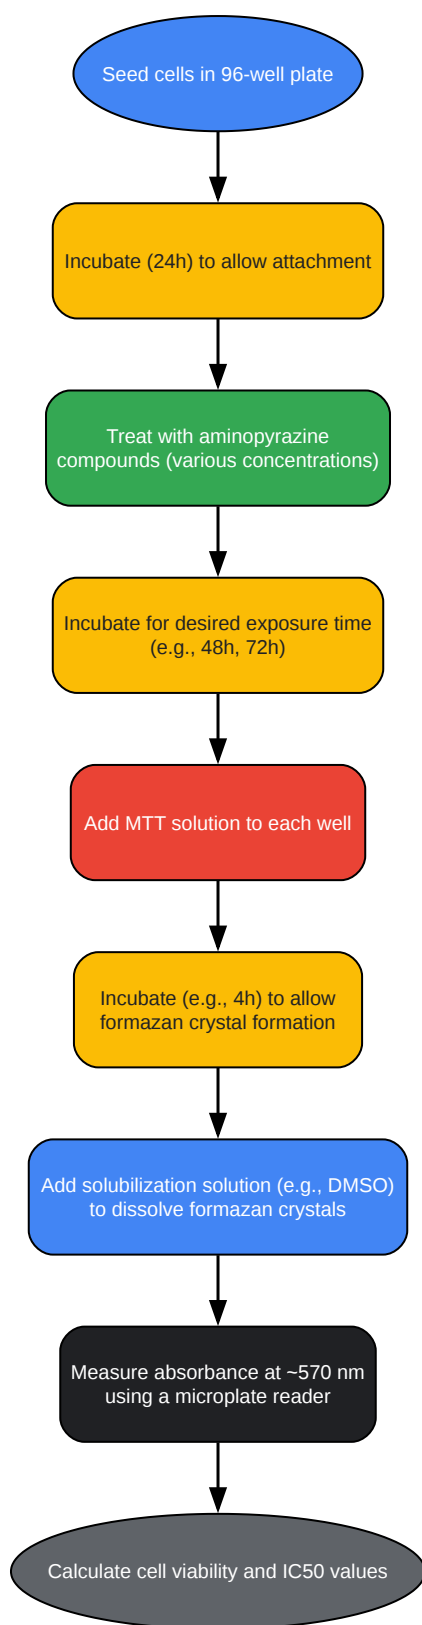 Seed cells in 96-well plate
Incubate (24h) to allow attachment
Treat with aminopyrazine
compounds (various concentrations)
Incubate for desired exposure time
(e.g., 48h, 72h)
Add MTT solution to each well
Incubate (e.g., 4h) to allow
formazan crystal formation
Add solubilization solution (e.g., DMSO)
to dissolve formazan crystals
Measure absorbance at ~570 nm
using a microplate reader
Calculate cell viability and IC50 values